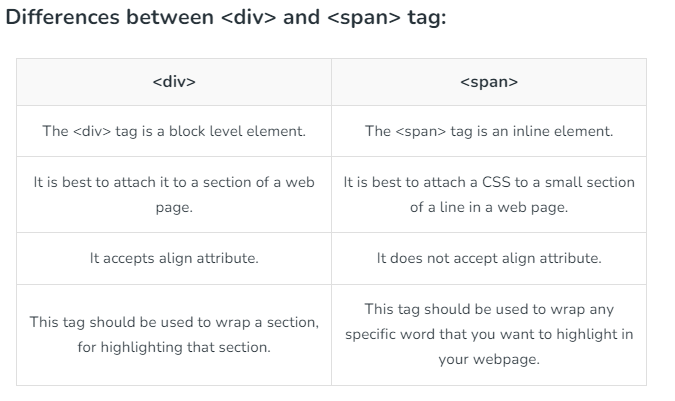 Differences between <div> and <span> tag:
<div>
<span>
The <div> tag is a block level element.
The <span> tag is an inline element.
It is best to attach it to a section of a web
page.
It is best to attach a CSS to a small section
of a line in a web page.
It accepts align attribute.
It does not accept align attribute.
This tag should be used to wrap a section,
for highlighting that section.
This tag should be used to wrap any
specific word that you want to highlight in
your webpage.